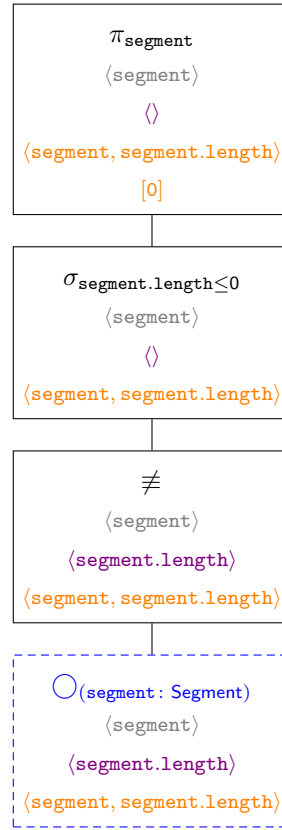 π_segment
⟨segment⟩
⟨⟩
⟨segment, segment.length⟩
[0]
σ_segment.length≤0
⟨segment⟩
⟨⟩
⟨segment, segment.length⟩
≢
⟨segment⟩
⟨segment.length⟩
⟨segment, segment.length⟩
◯_(segment: Segment)
⟨segment⟩
⟨segment.length⟩
⟨segment, segment.length⟩